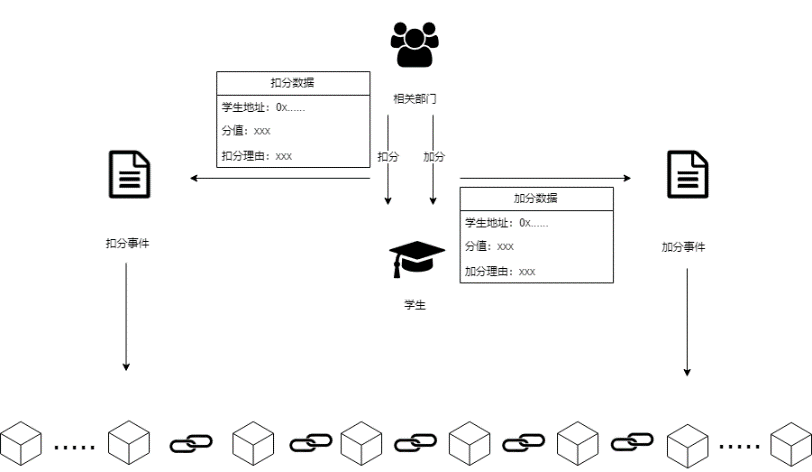 扣分数据
学生地址：0x......
分值：xxx
扣分理由：xxx
相关部门
扣分
加分
加分数据
学生地址：0x......
分值：xxx
加分理由：xxx
扣分事件
加分事件
学生